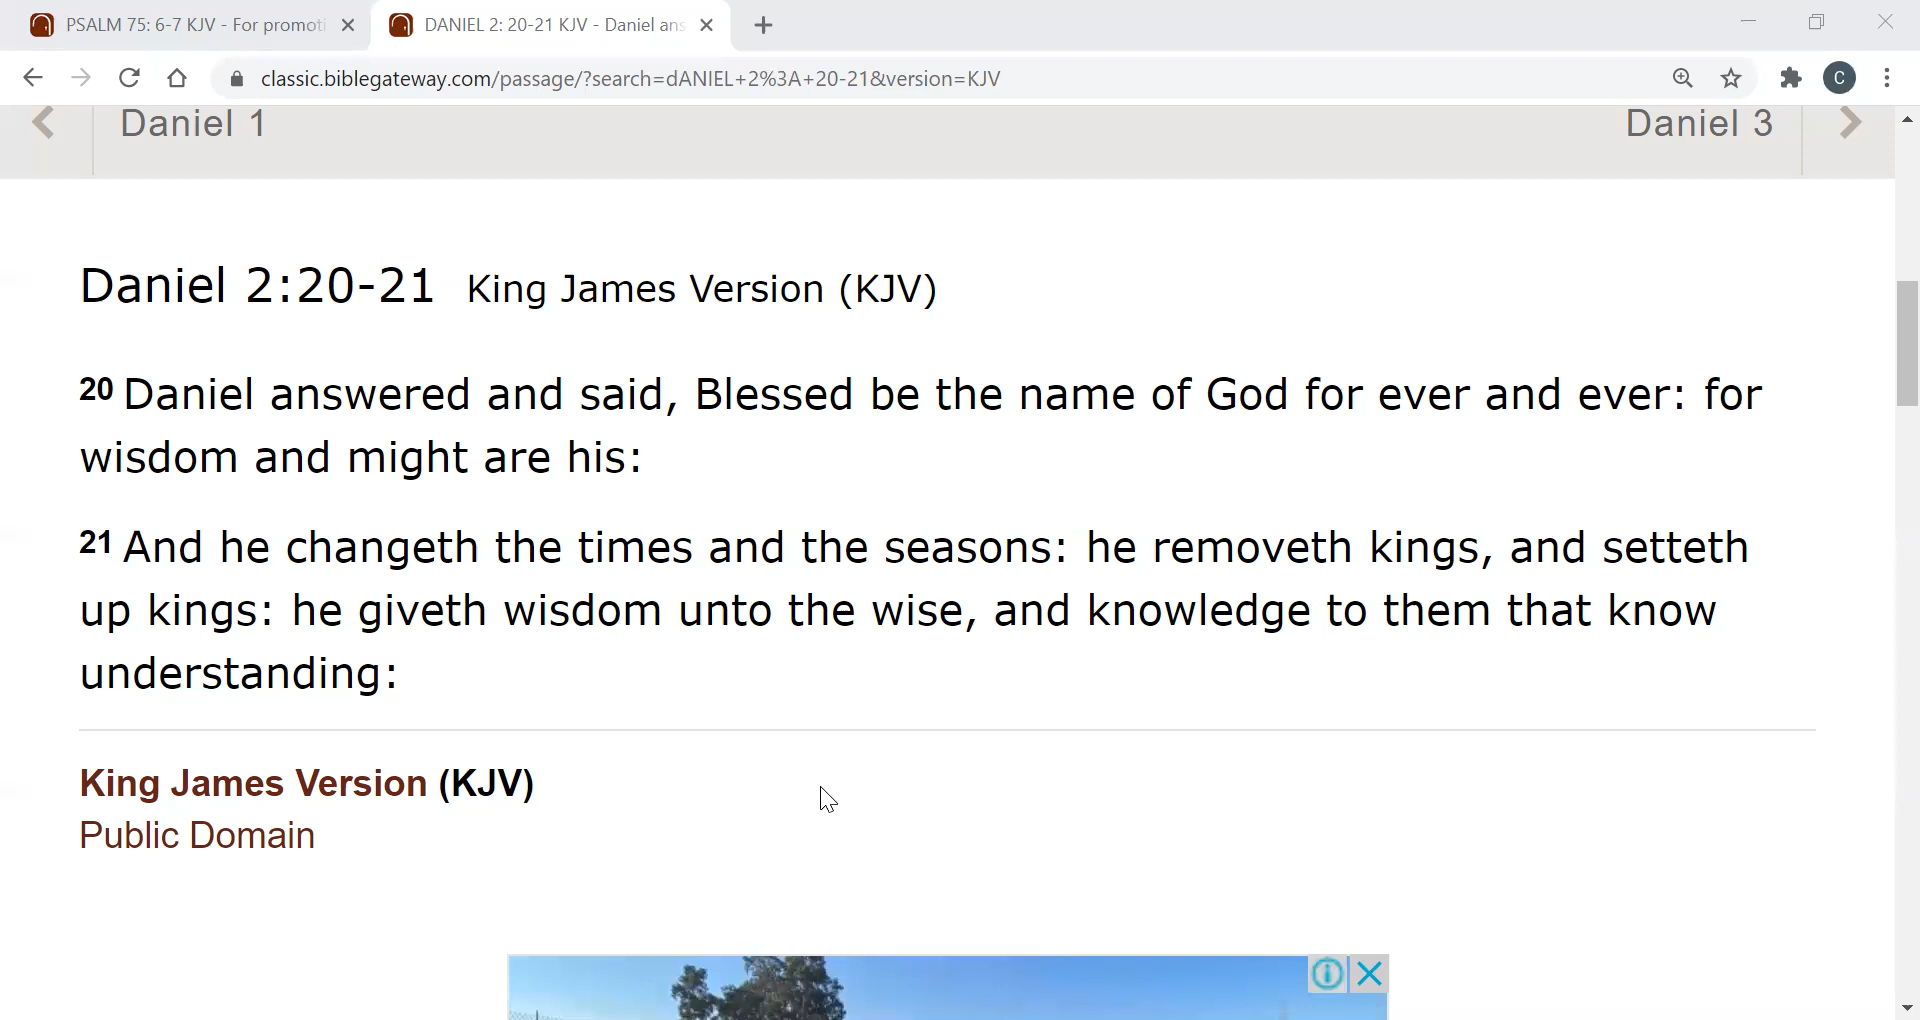 PSALM 75: 6-7 KJV - For promoti
DANIEL 2: 20-21 KJV - Daniel ans
classic.biblegateway.com/passage/?search=dANIEL+2%3A+20-21&version=KJV
C
Daniel 1
Daniel 3
Daniel 2:20-21 King James Version (KJV)
20 Daniel answered and said, Blessed be the name of God for ever and ever: for
wisdom and might are his:
21 And he changeth the times and the seasons: he removeth kings, and setteth
up kings: he giveth wisdom unto the wise, and knowledge to them that know
understanding:
King James Version (KJV)
Public Domain